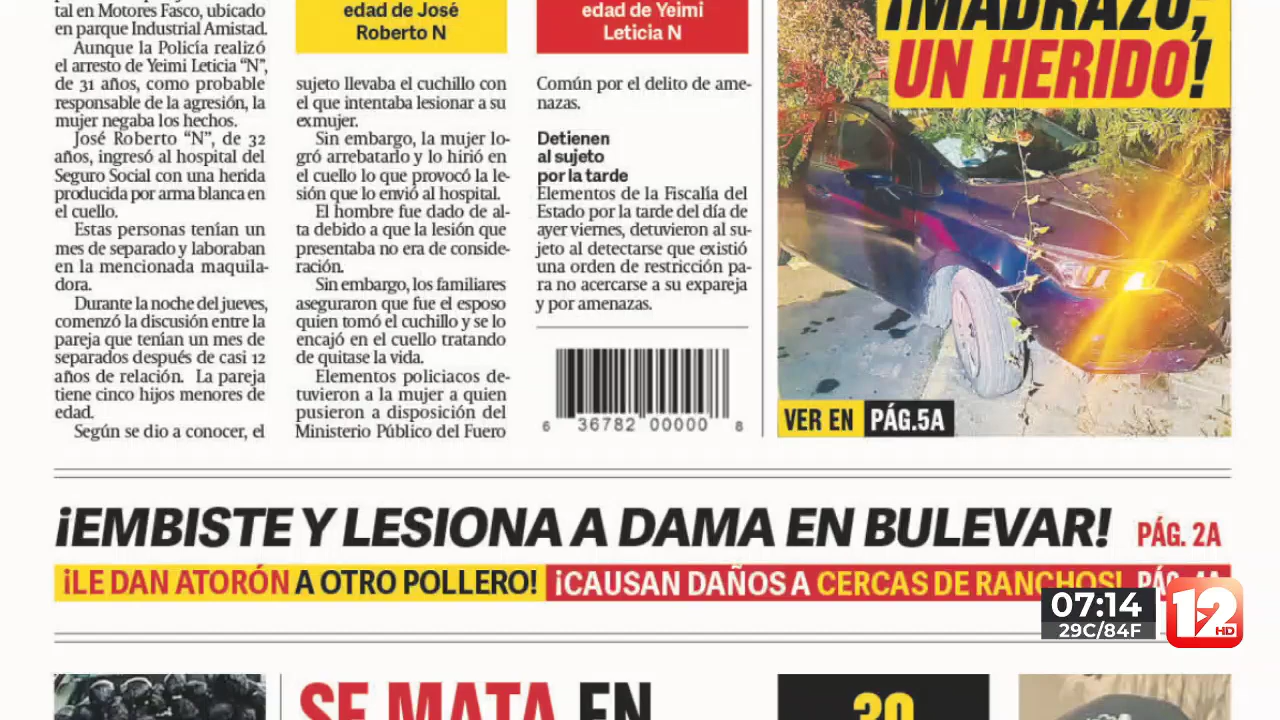 tal en Motores Fasco, ubicado
en parque Industrial Amistad.
Aunque la Policía realizó
el arresto de Yeimi Leticia “N”,
de 31 años, como probable
responsable de la agresión, la
mujer negaba los hechos.
José Roberto “N”, de 32
años, ingresó al hospital del
Seguro Social con una herida
producida por arma blanca en
el cuello.
Estas personas tenían un
mes de separado y laboraban
en la mencionada maquila-
dora.
Durante la noche del jueves,
comenzó la discusión entre la
pareja que tenían un mes de
separados después de casi 12
años de relación. La pareja
tiene cinco hijos menores de
edad.
Según se dio a conocer, el
edad de José
Roberto N
sujeto llevaba el cuchillo con
el que intentaba lesionar a su
exmujer.
Sin embargo, la mujer lo-
gró arrebatarlo y lo hirió en
el cuello lo que provocó la le-
sión que lo envió al hospital.
El hombre fue dado de al-
ta debido a que la lesión que
presentaba no era de conside-
ración.
Sin embargo, los familiares
aseguraron que fue el esposo
quien tomó el cuchillo y se lo
encajó en el cuello tratando
de quitase la vida.
Elementos policiacos de-
tuvieron a la mujer a quien
pusieron a disposición del
Ministerio Público del Fuero
edad de Yeimi
Leticia N
Común por el delito de ame-
nazas.
Detienen
al sujeto
por la tarde
Elementos de la Fiscalía del
Estado por la tarde del día de
ayer viernes, detuvieron al su-
jeto al detectarse que existió
una orden de restricción pa-
ra no acercarse a su expareja
y por amenazas.
6 36782 00000 8
¡MADRAZO;
UN HERIDO!
VER EN PÁG.5A
¡EMBISTE Y LESIONA A DAMA EN BULEVAR! PÁG. 2A
¡LE DAN ATORÓN A OTRO POLLERO! ¡CAUSAN DAÑOS A CERCAS DE RANCHOS! PÁG. 4A
07:14
29C/84F
12
HD
SE MATA EN
30